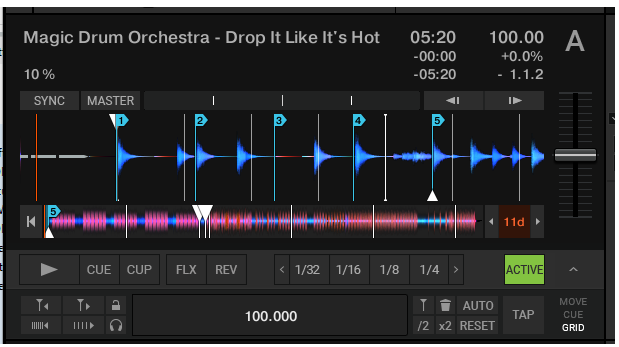 Magic Drum Orchestra - Drop It Like It's Hot 05:20 100.00 A
-00:00 +0.0%
10 % -05:20 - 1.1.2
SYNC MASTER
1 2 3 4 5
5 11d
CUE CUP FLX REV < 1/32 1/16 1/8 1/4 > ACTIVE
MOVE
AUTO CUE
100.000 TAP
/2 x2 RESET GRID